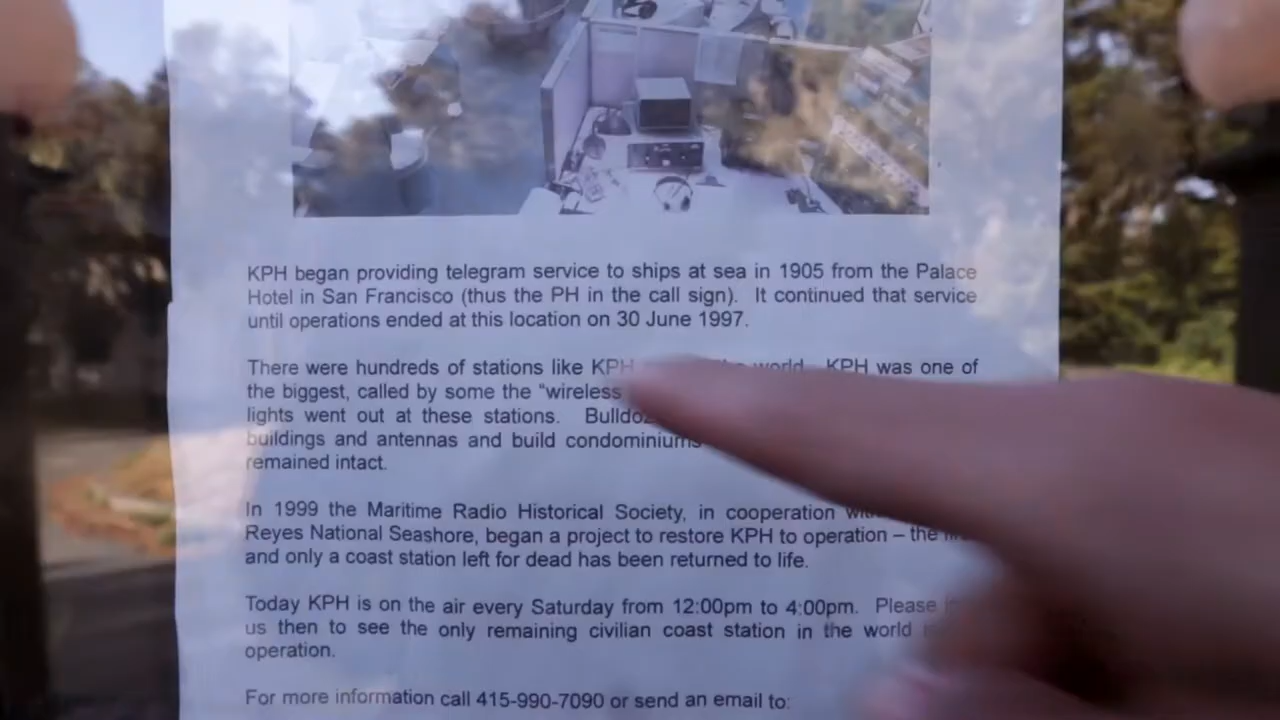 KPH began providing telegram service to ships at sea in 1905 from the Palace
Hotel in San Francisco (thus the PH in the call sign). It continued that service
until operations ended at this location on 30 June 1997.
There were hundreds of stations like KPH world. KPH was one of
the biggest, called by some the “wireless
lights went out at these stations.
buildings and antennas and build condominiums
remained intact.
In 1999 the Maritime Radio Historical Society, in cooperation
Reyes National Seashore, began a project to restore KPH to operation – the
and only a coast station left for dead has been returned to life.
Today KPH is on the air every Saturday from 12:00pm to 4:00pm. Please
us then to see the only remaining civilian coast station in the world
operation.
For more information call 415-990-7090 or send an email to: